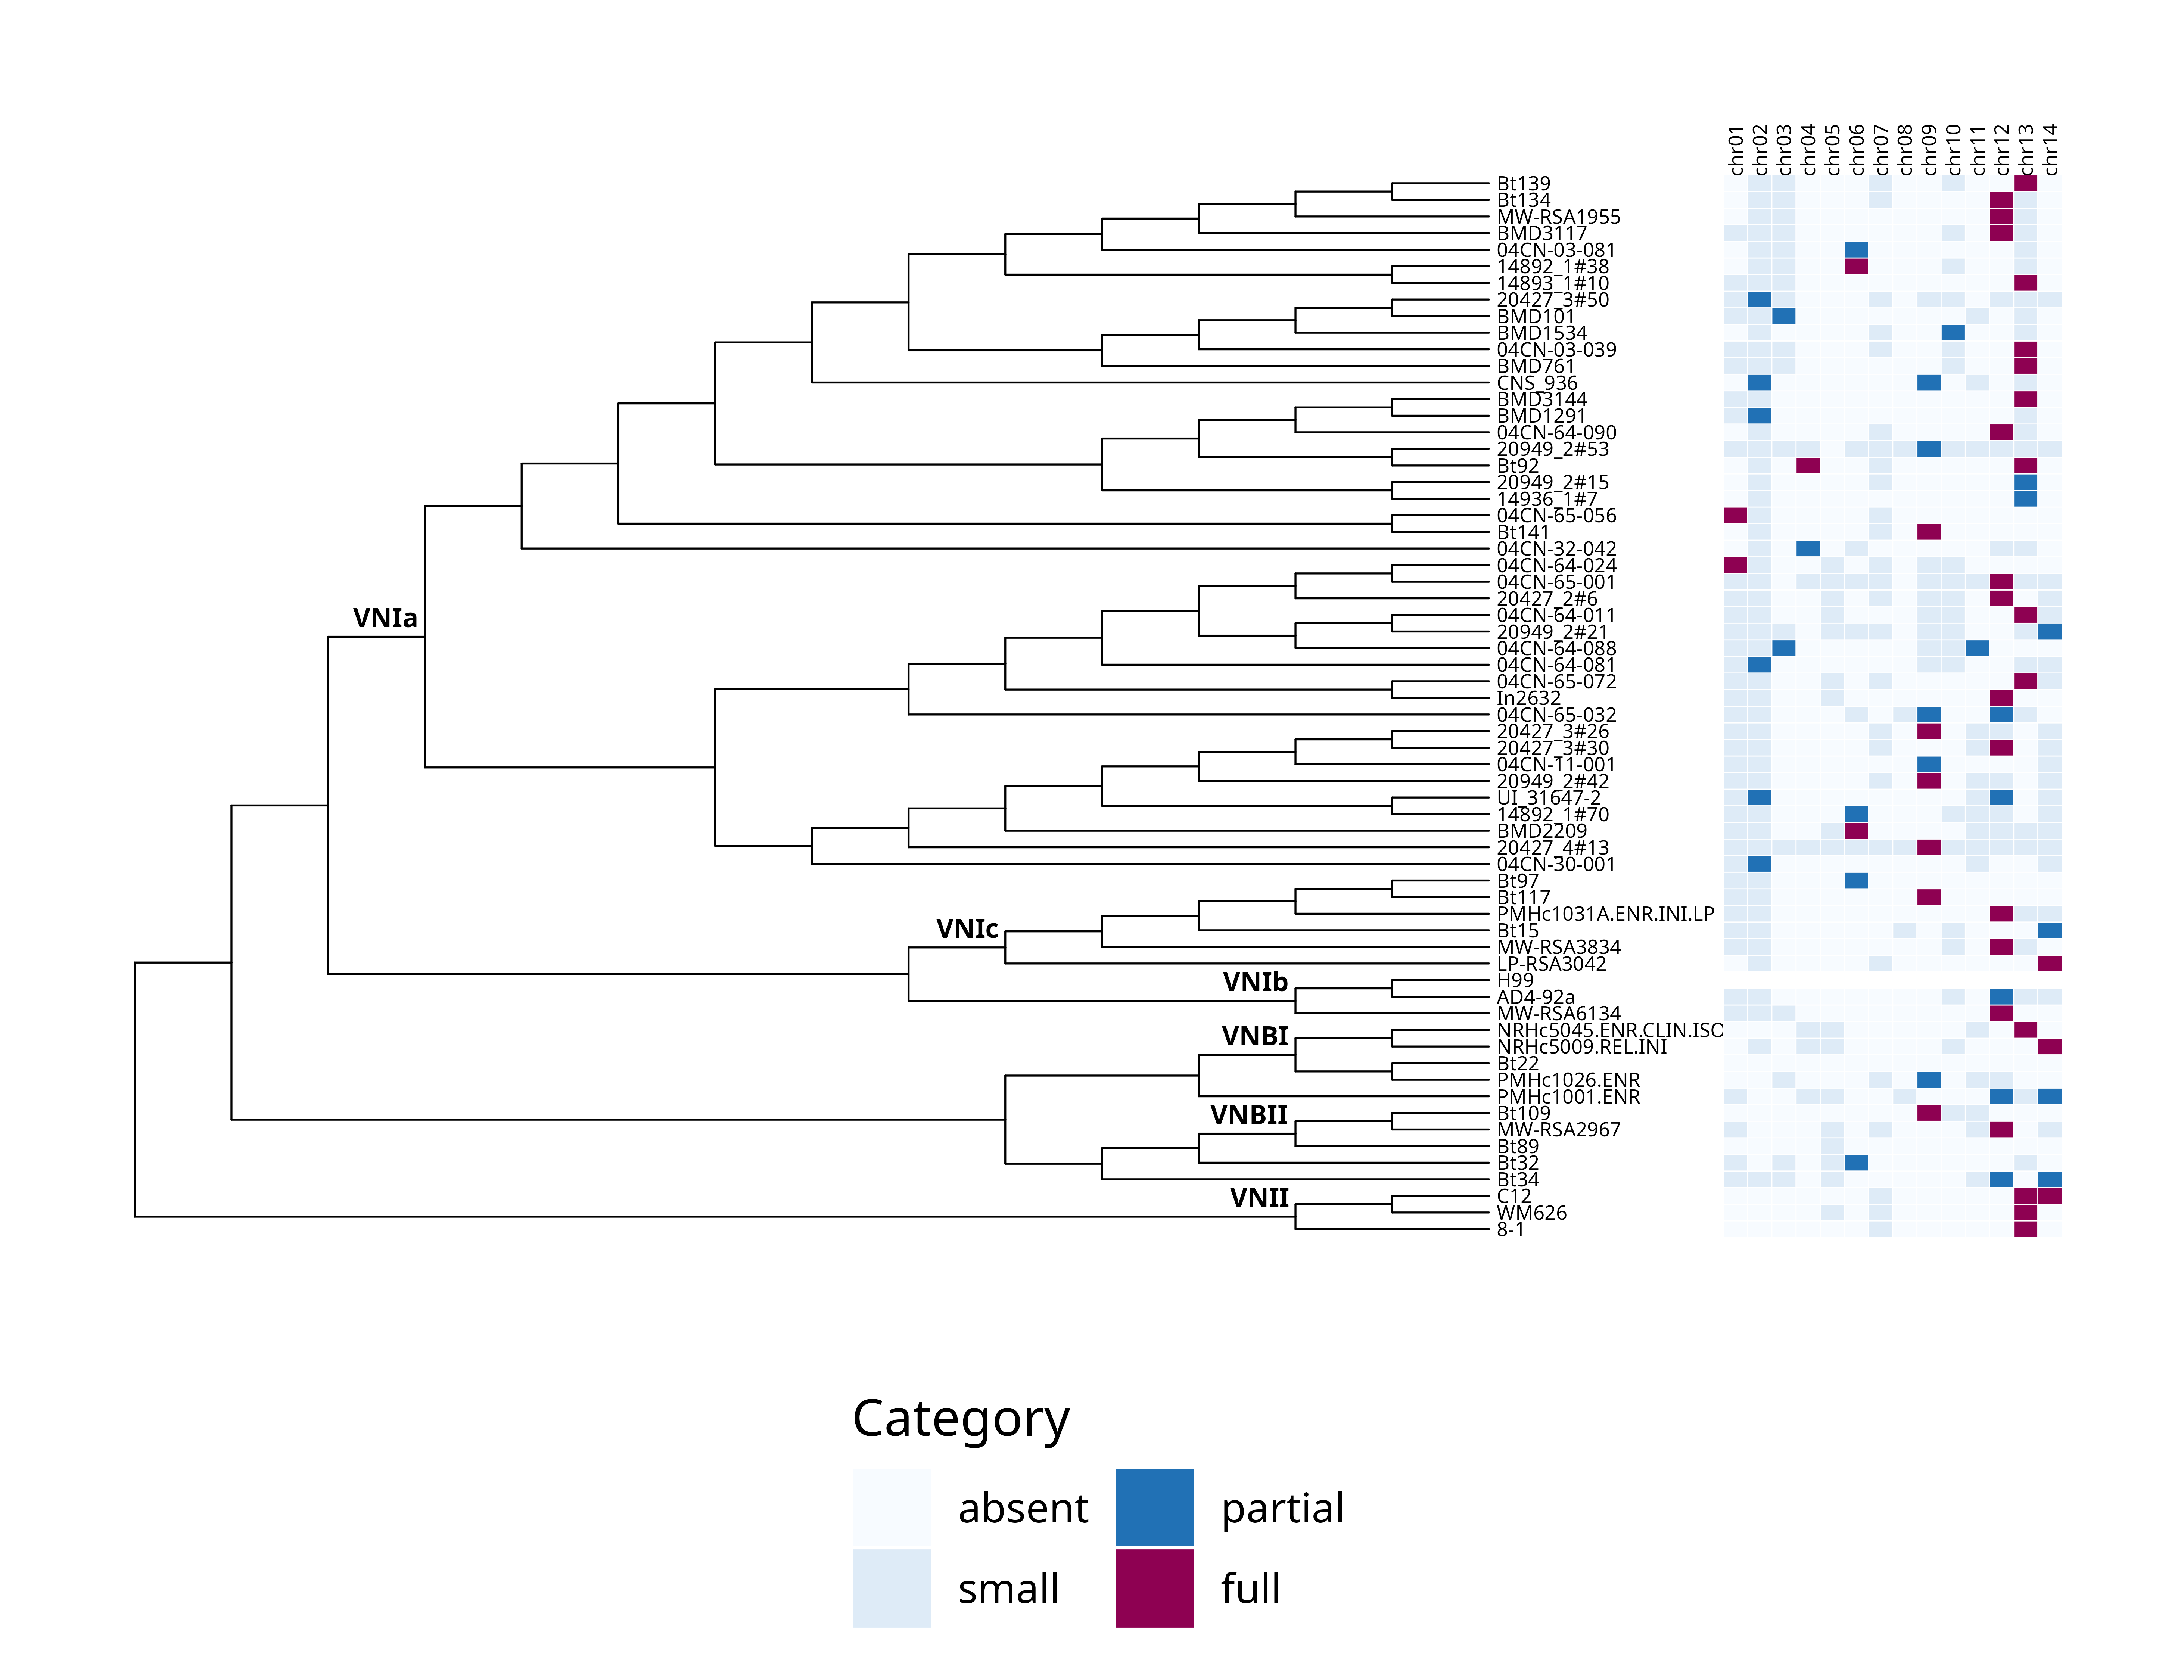 chr01 chr02 chr03 chr04 chr05 chr06 chr07 chr08 chr09 chr10 chr11 chr12 chr13 chr14
Bt139
Bt134
MW-RSA1955
BMD3117
04CN-03-081
14892_1#38
14893_1#10
20427_3#50
BMD101
BMD1534
04CN-03-039
BMD761
CNS_936
BMD3144
BMD1291
04CN-64-090
20949_2#53
Bt92
20949_2#15
14936_1#7
04CN-65-056
Bt141
04CN-32-042
04CN-64-024
04CN-65-001
20427_2#6
04CN-64-011
VNIa
20949_2#21
04CN-64-088
04CN-64-081
04CN-65-072
In2632
04CN-65-032
20427_3#26
20427_3#30
04CN-11-001
20949_2#42
UI_31647-2
14892_1#70
BMD2209
20427_4#13
04CN-30-001
Bt97
Bt117
PMHc1031A.ENR.INI.LP
VNIc
Bt15
MW-RSA3834
LP-RSA3042
VNIb
H99
AD4-92a
MW-RSA6134
VNBI
NRHc5045.ENR.CLIN.ISO
NRHc5009.REL.INI
Bt22
PMHc1026.ENR
PMHc1001.ENR
VNBII
Bt109
MW-RSA2967
Bt89
Bt32
Bt34
VNII
C12
WM626
8-1
Category
absent
partial
small
full